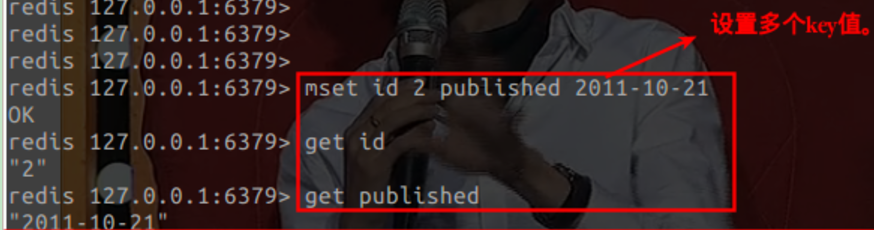 redis 127.0.0.1:6379>
redis 127.0.0.1:6379>
redis 127.0.0.1:6379>
redis 127.0.0.1:6379> mset id 2 published 2011-10-21
OK
redis 127.0.0.1:6379> get id
"2"
redis 127.0.0.1:6379> get published
"2011-10-21"
设置多个key值。